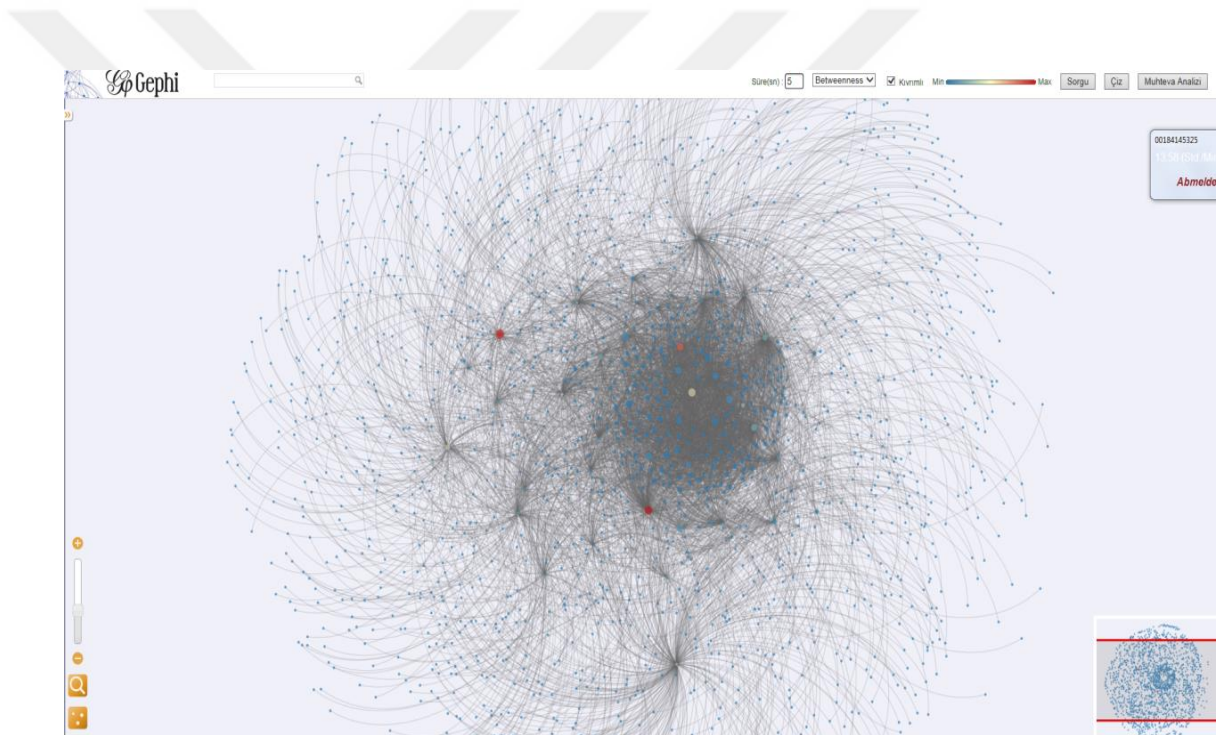 Gephi
Süre(sn) : 5 Betweenness Kıvrımlı Min Max Sorgu Çiz Muhteva Analizi
00184145325
Abmelde